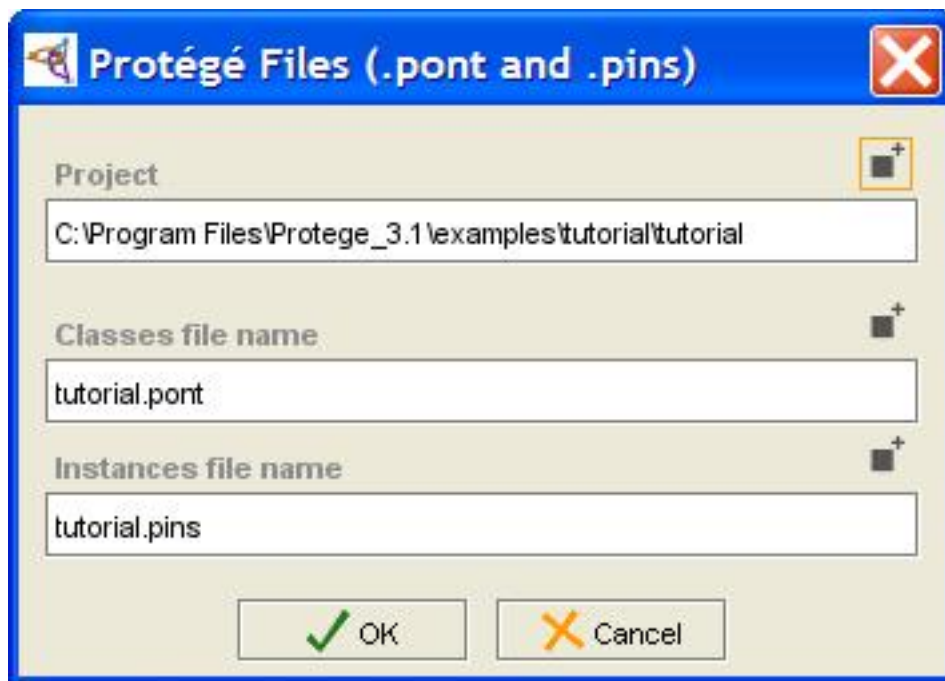 Protégé Files (.pont and .pins)
Project
C:\Program Files\Protege_3.1\examples\tutorial\tutorial
Classes file name
tutorial.pont
Instances file name
tutorial.pins
OK
Cancel